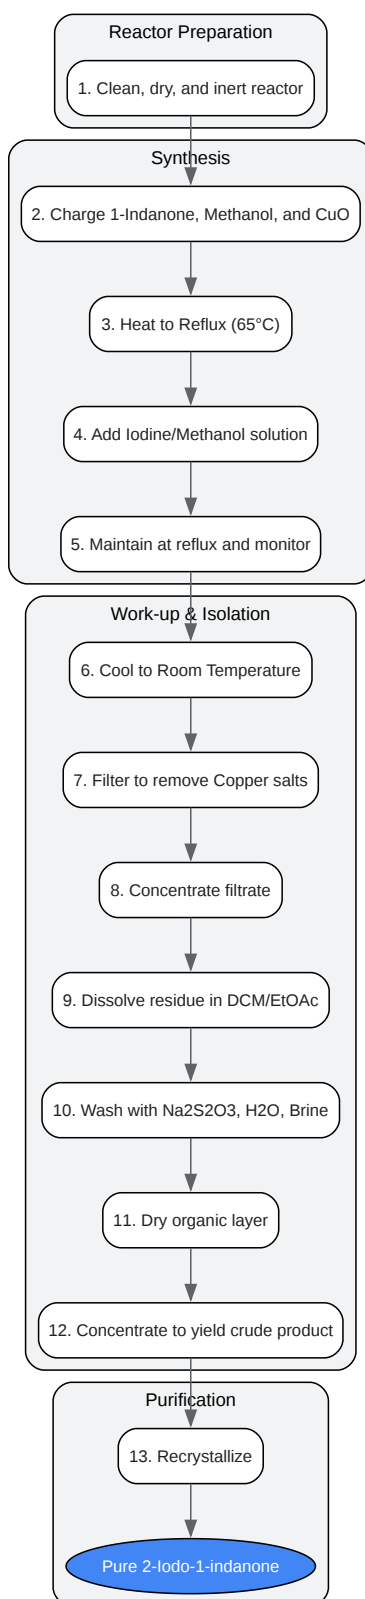 Reactor Preparation
1. Clean, dry, and inert reactor
Synthesis
2. Charge 1-Indanone, Methanol, and CuO
3. Heat to Reflux (65°C)
4. Add Iodine/Methanol solution
5. Maintain at reflux and monitor
Work-up & Isolation
6. Cool to Room Temperature
7. Filter to remove Copper salts
8. Concentrate filtrate
9. Dissolve residue in DCM/EtOAc
10. Wash with Na2S2O3, H2O, Brine
11. Dry organic layer
12. Concentrate to yield crude product
Purification
13. Recrystallize
Pure 2-Iodo-1-indanone